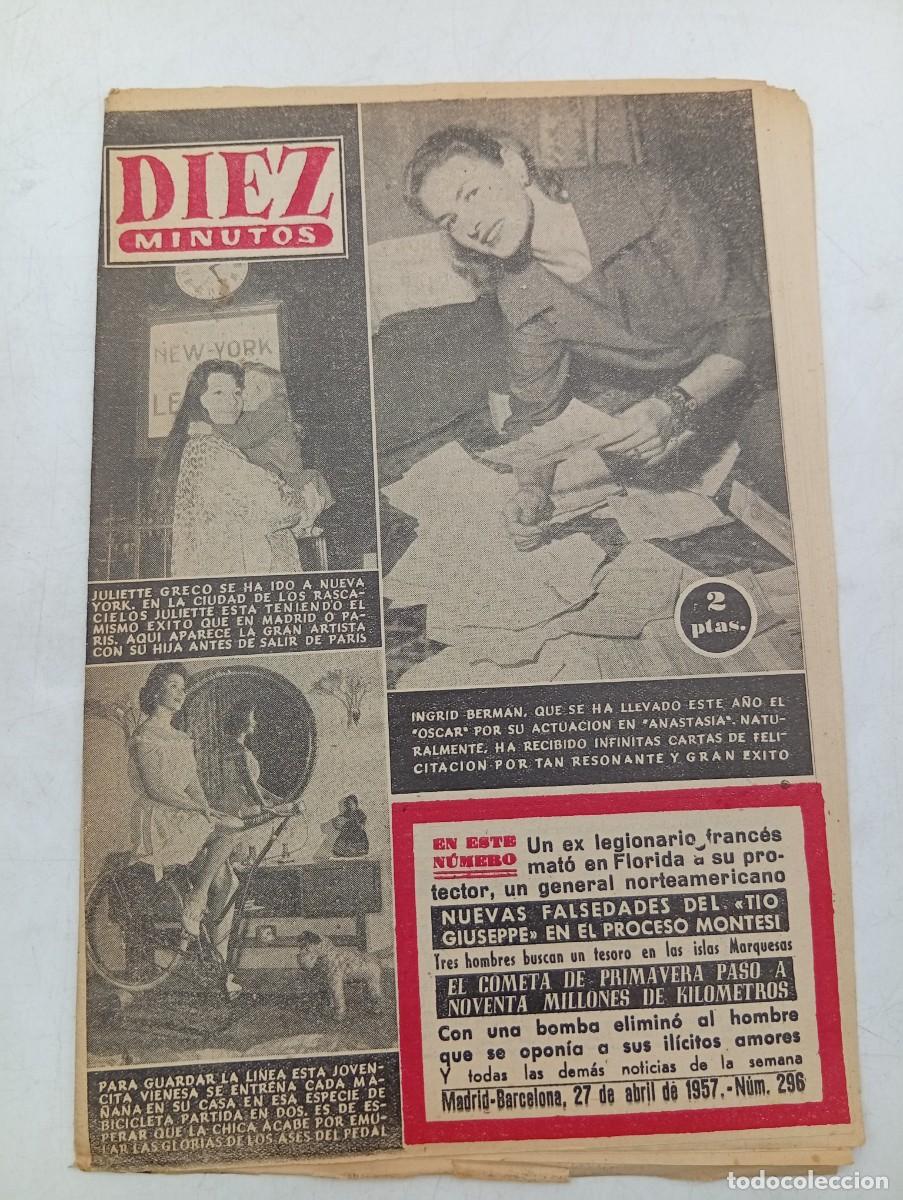 DIEZ
MINUTOS
NEW-YORK
LE
JULIETTE GRECO SE HA IDO A NUEVA
YORK. EN LA CIUDAD DE LOS RASCA-
CIELOS JULIETTE ESTA TENIENDO EL
MISMO EXITO QUE EN MADRID O PA-
RIS. AQUI APARECE LA GRAN ARTISTA
CON SU HIJA ANTES DE SALIR DE PARIS
2
ptas.
INGRID BERMAN, QUE SE HA LLEVADO ESTE AÑO EL
"OSCAR" POR SU ACTUACION EN "ANASTASIA". NATU-
RALMENTE, HA RECIBIDO INFINITAS CARTAS DE FELI-
CITACION POR TAN RESONANTE Y GRAN EXITO
PARA GUARDAR LA LINEA ESTA JOVEN-
CITA VIENESA SE ENTRENA CADA MA-
ÑANA EN SU CASA EN ESA ESPECIE DE
BICICLETA PARTIDA EN DOS. ES DE ES-
PERAR QUE LA CHICA ACABE POR EMU-
LAR LAS GLORIAS DE LOS ASES DEL PEDAL
EN ESTE
NÚMERO
Un ex legionario francés
mató en Florida a su pro-
tector, un general norteamericano
NUEVAS FALSEDADES DEL «TIO
GIUSEPPE» EN EL PROCESO MONTESI
Tres hombres buscan un tesoro en las islas Marquesas
EL COMETA DE PRIMAVERA PASO A
NOVENTA MILLONES DE KILOMETROS
Con una bomba eliminó al hombre
que se oponía a sus ilícitos amores
Y todas las demás noticias de la semana
Madrid-Barcelona, 27 de abril de 1957.-Núm. 296
todocoleccion